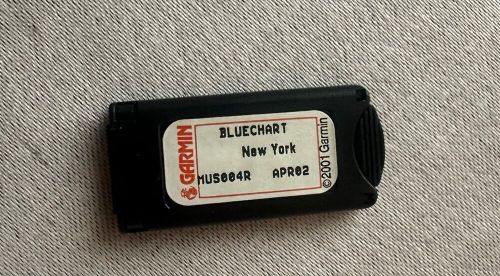 GARMIN
BLUECHART
New York
MUS004R APR02
©2001 Garmin